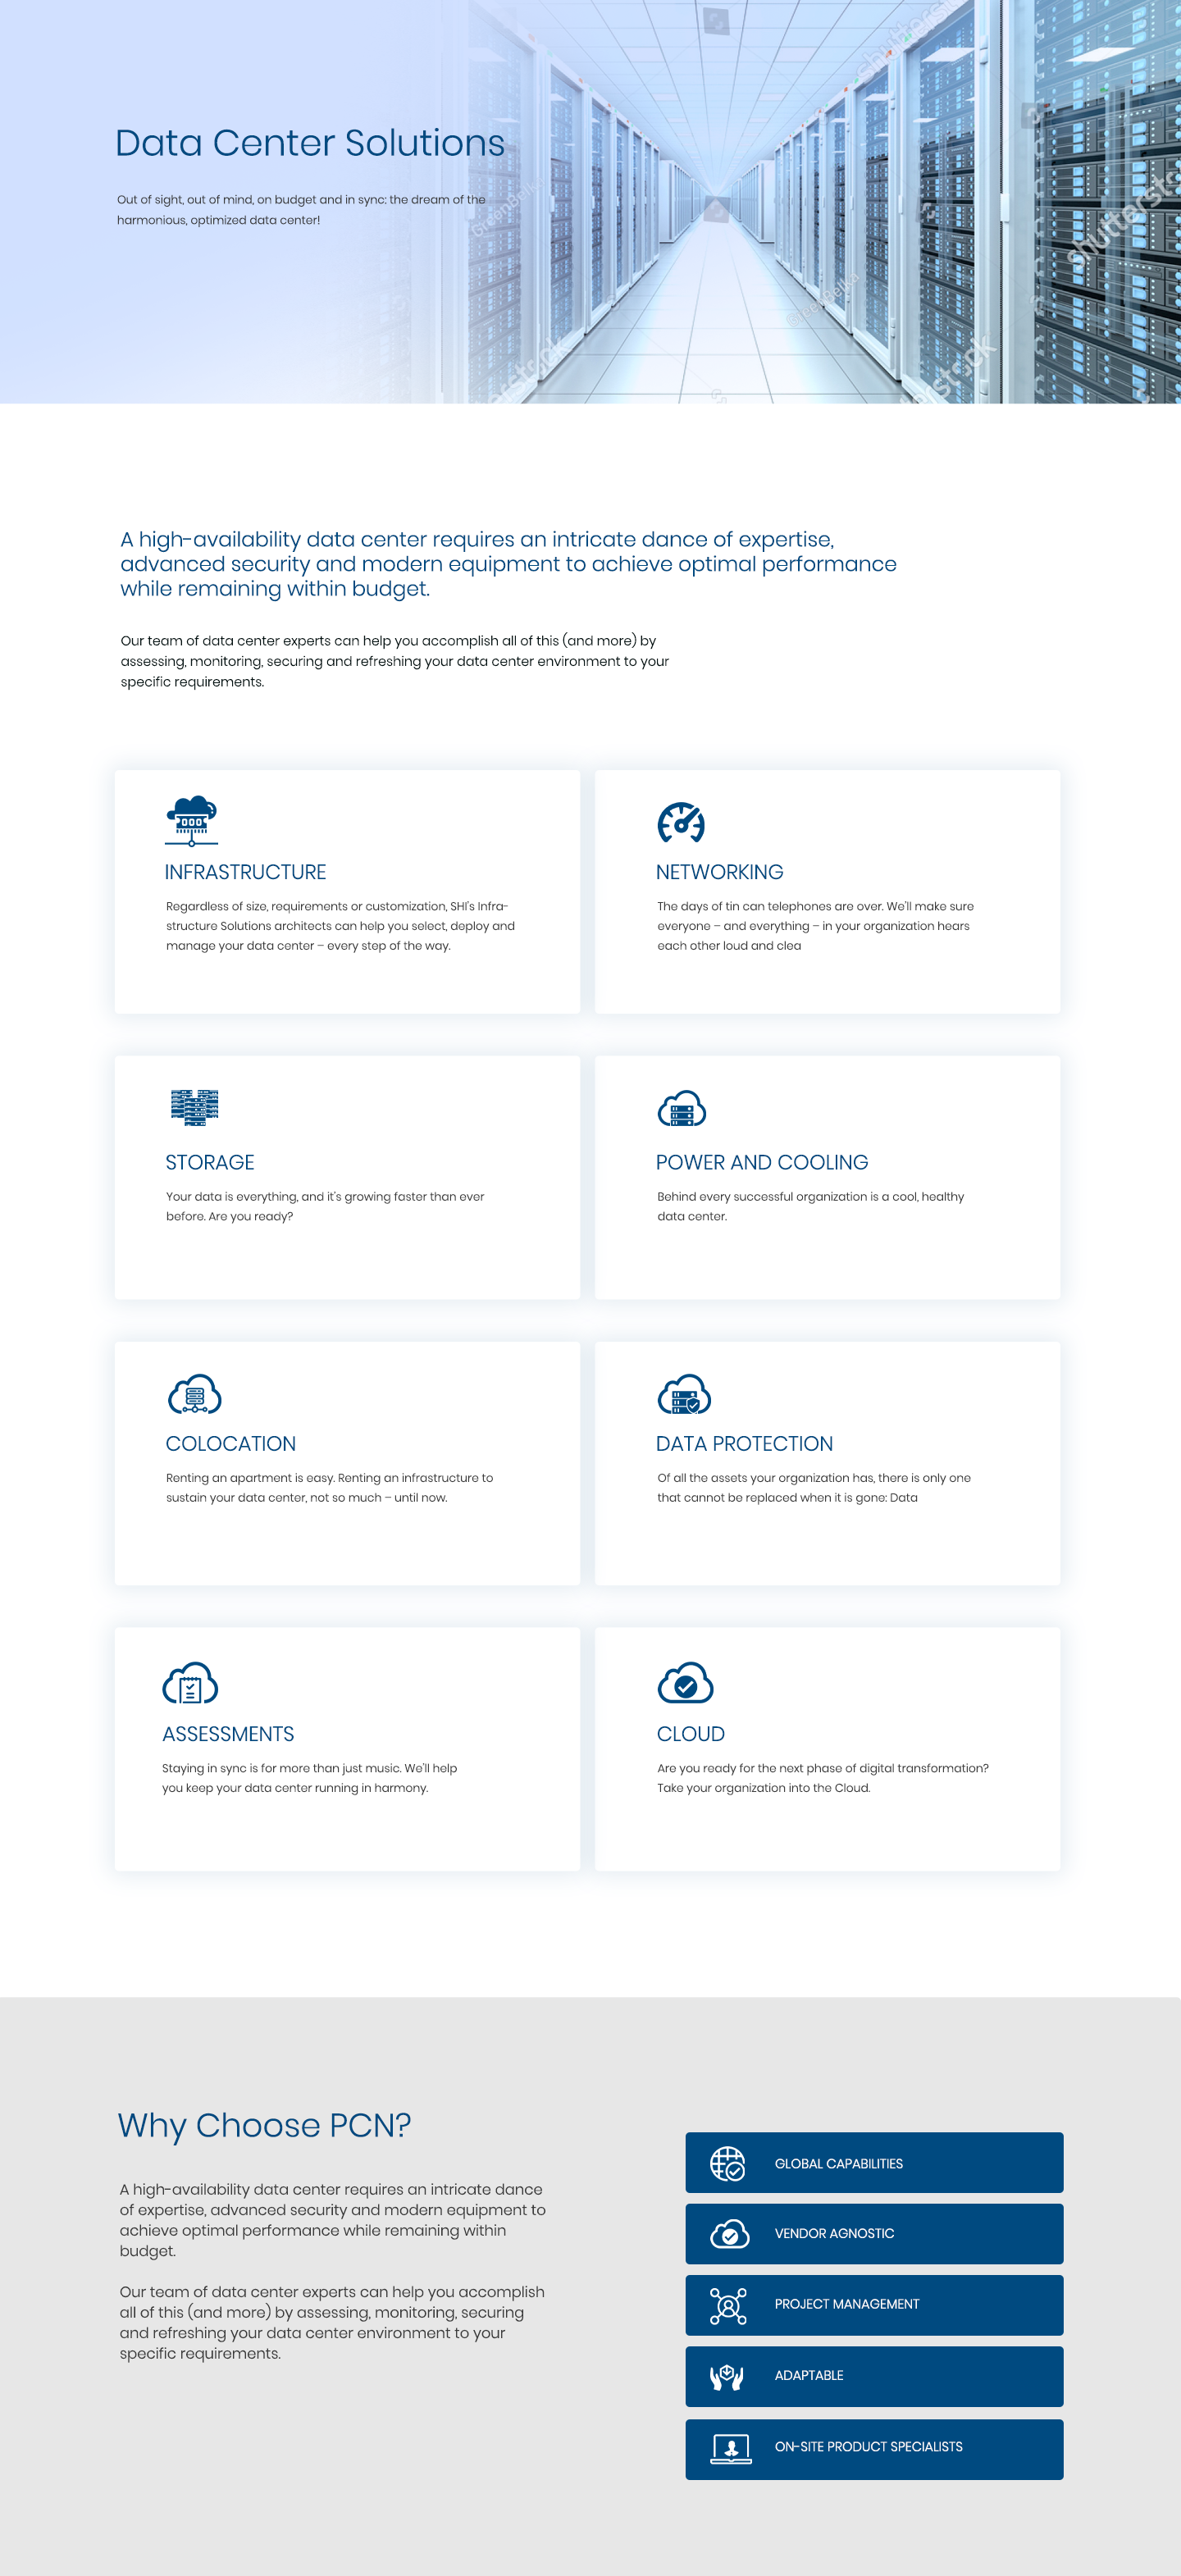 Data Center Solutions
Out of sight, out of mind, on budget and in sync: the dream of the
harmonious, optimized data center!
shutterstock
GreenBelka
shutterstock
GreenBelka
shutterstock
shutterstock
A high-availability data center requires an intricate dance of expertise,
advanced security and modern equipment to achieve optimal performance
while remaining within budget.
Our team of data center experts can help you accomplish all of this (and more) by
assessing, monitoring, securing and refreshing your data center environment to your
specific requirements.
INFRASTRUCTURE
Regardless of size, requirements or customization, SHI's Infra-
structure Solutions architects can help you select, deploy and
manage your data center – every step of the way.
NETWORKING
The days of tin can telephones are over. We'll make sure
everyone – and everything – in your organization hears
each other loud and clea
STORAGE
Your data is everything, and it's growing faster than ever
before. Are you ready?
POWER AND COOLING
Behind every successful organization is a cool, healthy
data center.
COLOCATION
Renting an apartment is easy. Renting an infrastructure to
sustain your data center, not so much – until now.
DATA PROTECTION
Of all the assets your organization has, there is only one
that cannot be replaced when it is gone: Data
ASSESSMENTS
Staying in sync is for more than just music. We'll help
you keep your data center running in harmony.
CLOUD
Are you ready for the next phase of digital transformation?
Take your organization into the Cloud.
Why Choose PCN?
A high-availability data center requires an intricate dance
of expertise, advanced security and modern equipment to
achieve optimal performance while remaining within
budget.
Our team of data center experts can help you accomplish
all of this (and more) by assessing, monitoring, securing
and refreshing your data center environment to your
specific requirements.
GLOBAL CAPABILITIES
VENDOR AGNOSTIC
PROJECT MANAGEMENT
ADAPTABLE
ON-SITE PRODUCT SPECIALISTS